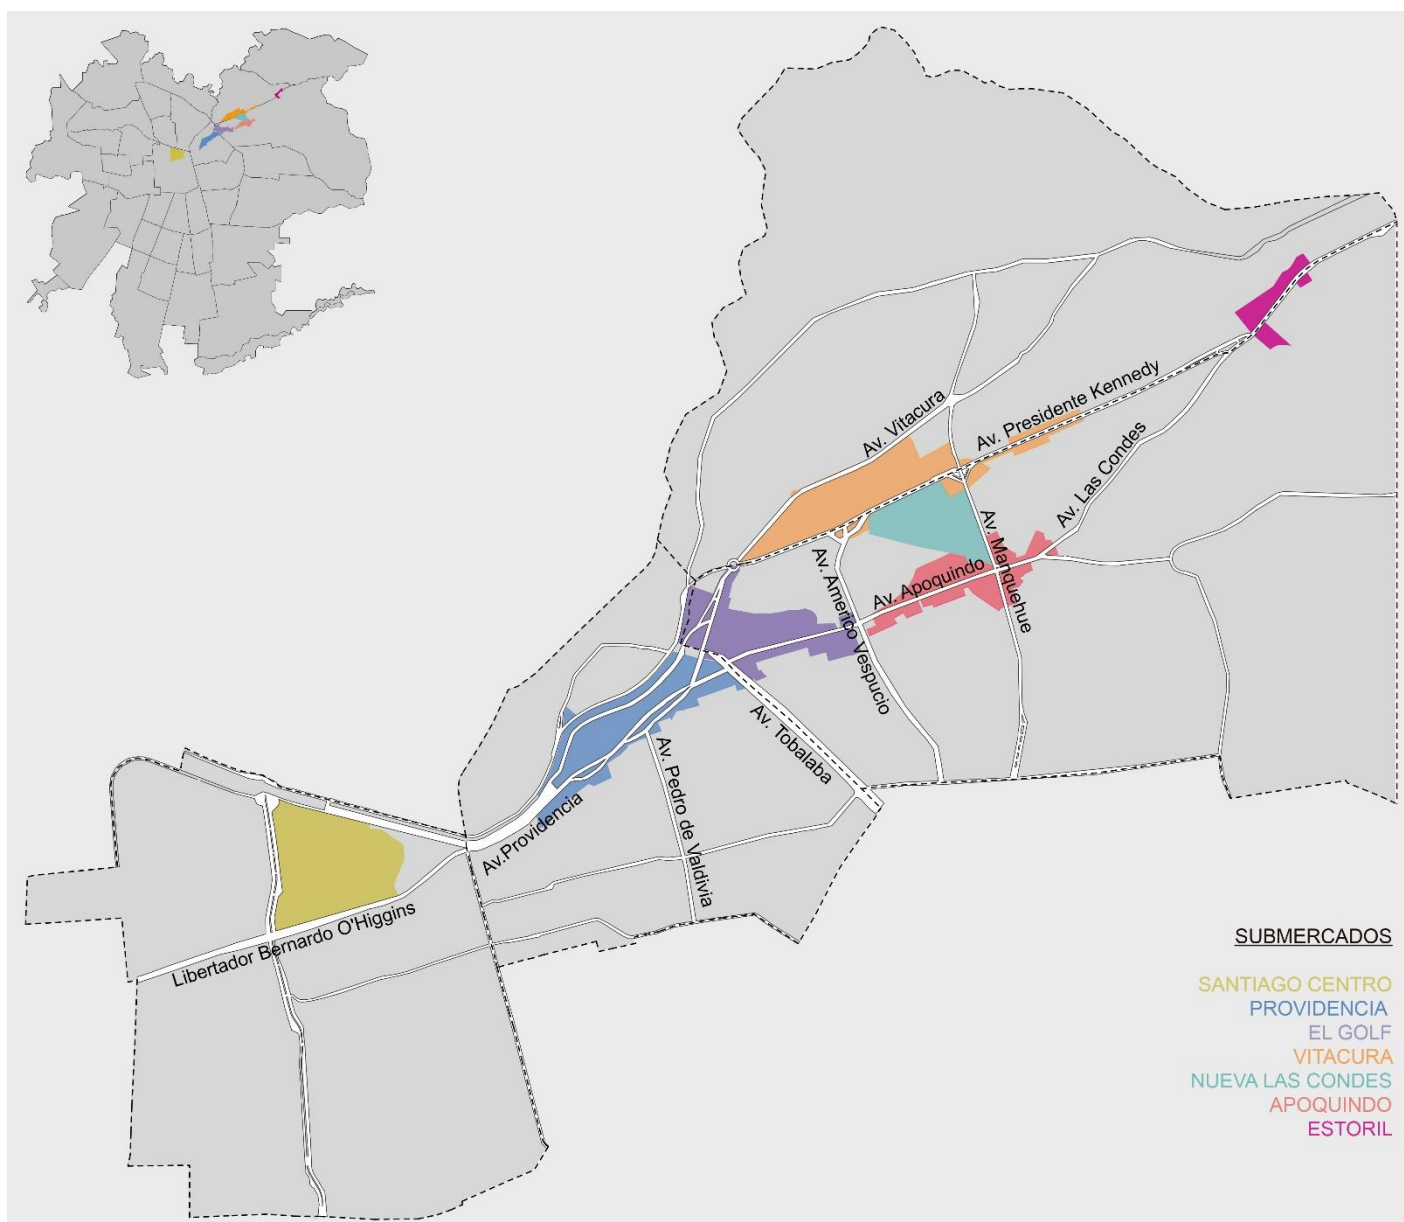 Av. Vitacura
Av. Presidente Kennedy
Av. Las Condes
Av. Manquehue
Av. Americo Vespucio
Av. Apoquindo
Av. Tobalaba
Av. Pedro de Valdivia
Av.Providencia
Libertador Bernardo O'Higgins
SUBMERCADOS
SANTIAGO CENTRO
PROVIDENCIA
EL GOLF
VITACURA
NUEVA LAS CONDES
APOQUINDO
ESTORIL